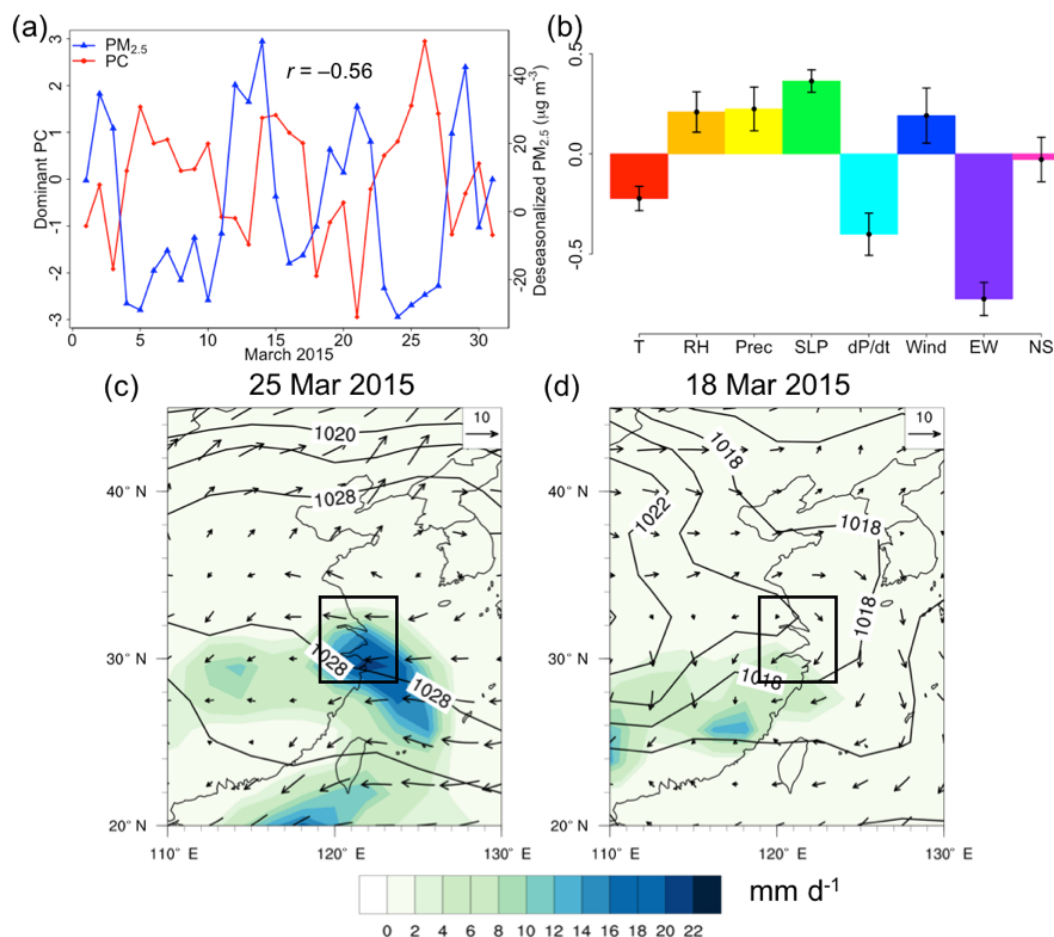 (a)
PM2.5
PC
r = –0.56
Dominant PC
3
2
1
0
-1
-2
-3
Deseasonalized PM2.5 (μg m-3)
40
20
0
-20
0 5 10 15 20 25 30
March 2015
(b)
0.5
0.0
-0.5
T RH Prec SLP dP/dt Wind EW NS
(c)
25 Mar 2015
10
1020
1028
1028
1028
40° N
30° N
20° N
110° E 120° E 130° E
(d)
18 Mar 2015
10
1018
1022
1018
1018
1018
40° N
30° N
20° N
110° E 120° E 130° E
0 2 4 6 8 10 12 14 16 18 20 22
mm d-1